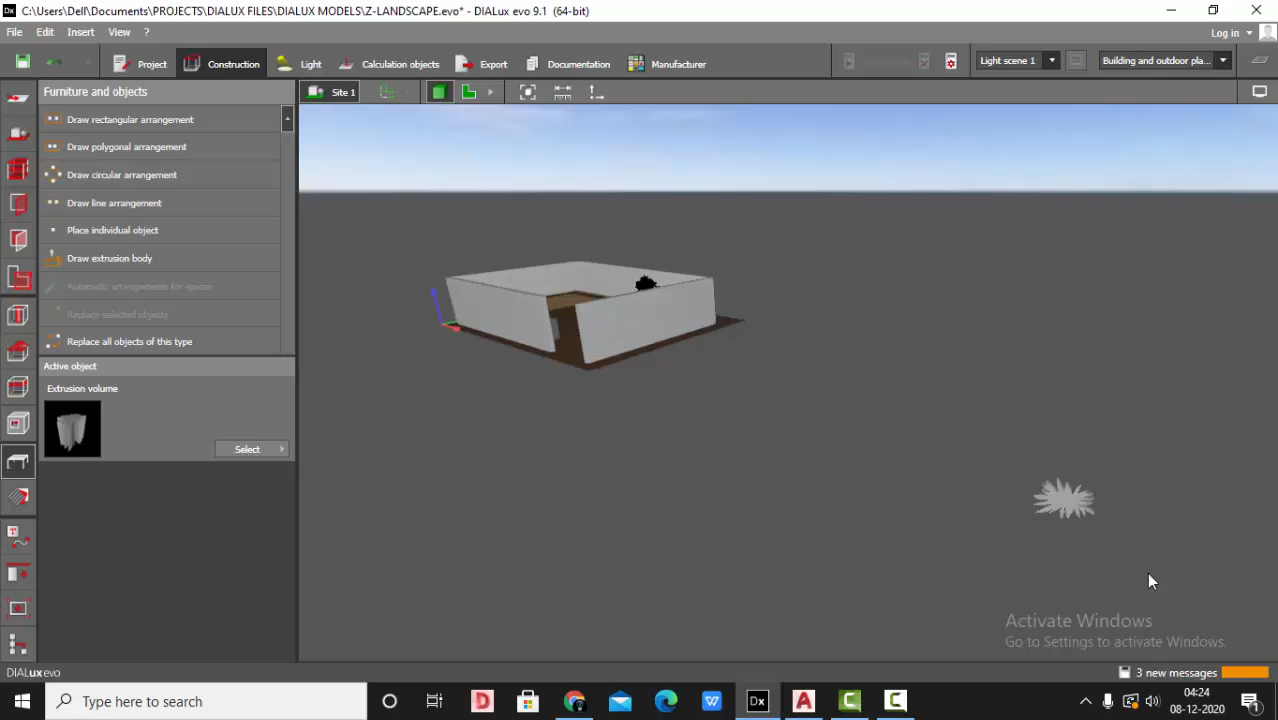 C:\Users\Dell\Documents\PROJECTS\DIALUX FILES\DIALUX MODELS\Z-LANDSCAPE.evo* - DIALux evo 9.1 (64-bit)
File Edit Insert View ?
Log in
Project Construction Light Calculation objects Export Documentation Manufacturer
Light scene 1
Building and outdoor pla...
Furniture and objects
Site 1
Draw rectangular arrangement
Draw polygonal arrangement
Draw circular arrangement
Draw line arrangement
Place individual object
Draw extrusion body
Automatic arrangements for spaces
Replace selected objects
Replace all objects of this type
Active object
Extrusion volume
Select
Activate Windows
Go to Settings to activate Windows.
DIALux evo
3 new messages
Type here to search
04:24
08-12-2020